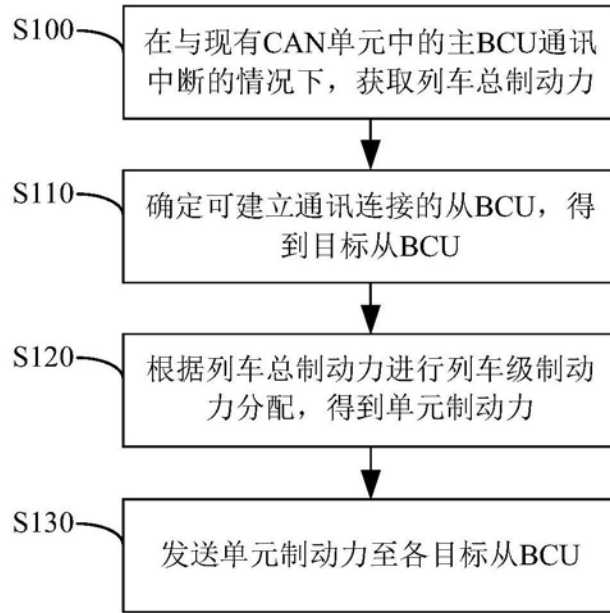 S100
在与现有CAN单元中的主BCU通讯
中断的情况下，获取列车总制动力
S110
确定可建立通讯连接的从BCU，得
到目标从BCU
S120
根据列车总制动力进行列车级制动
力分配，得到单元制动力
S130
发送单元制动力至各目标从BCU